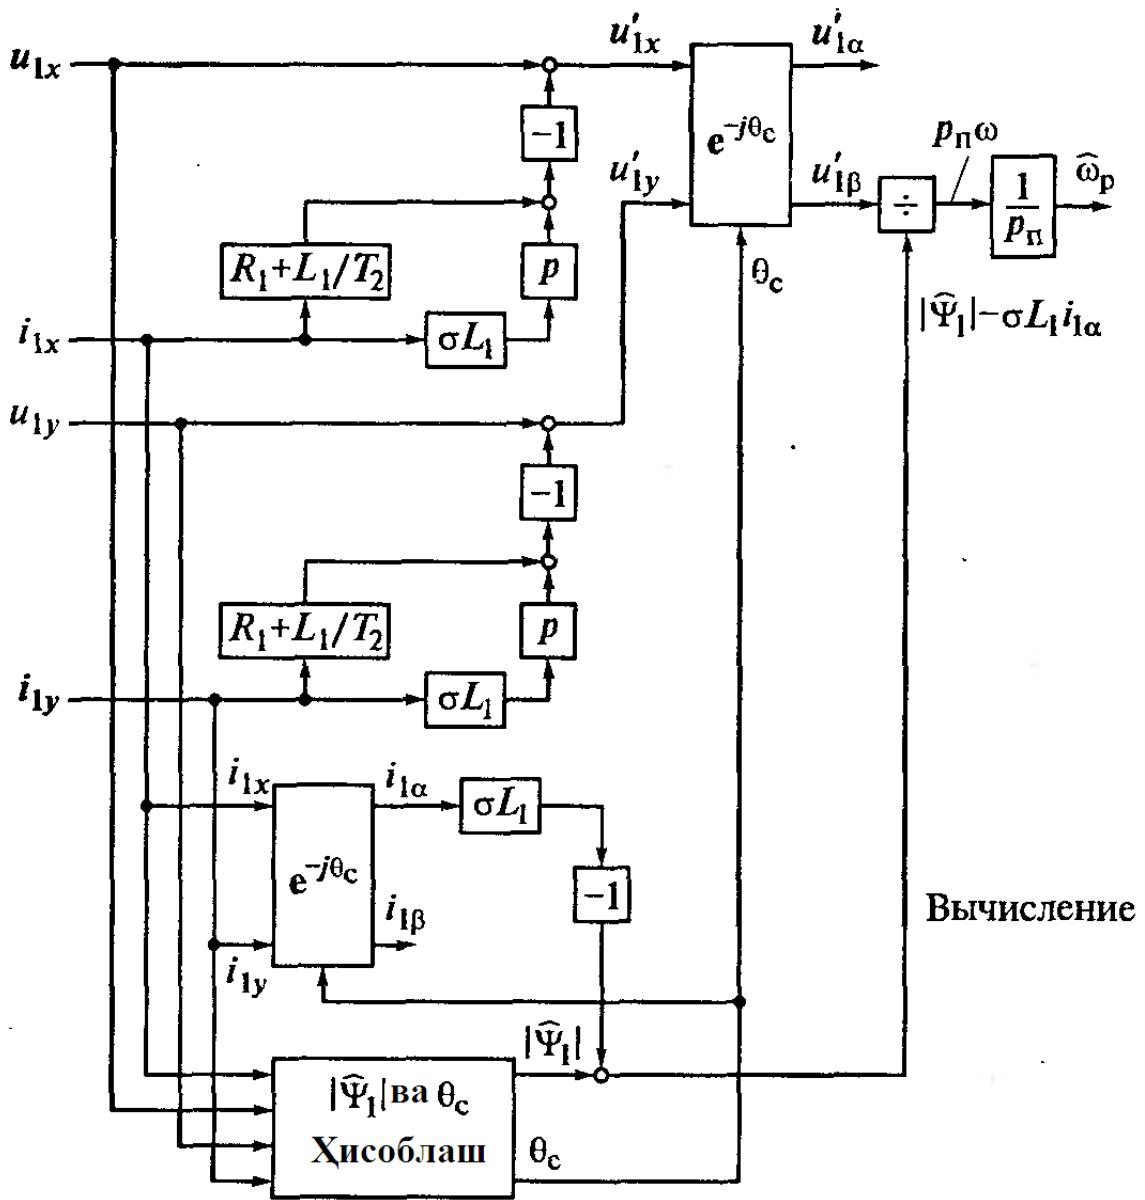 u₁ₓ u′₁ₓ u′₁α
−1
e^−jθc
pпω
u′₁y u′₁β ÷ 1/pп ω̂р
R₁+L₁/T₂ p
θc
|Ψ̂₁|−σL₁i₁α
i₁ₓ σL₁
u₁y
−1
R₁+L₁/T₂ p
i₁y σL₁
i₁ₓ i₁α σL₁
e^−jθc −1
i₁β
Вычисление
i₁y
|Ψ̂₁|
|Ψ̂₁| ва θc
Ҳисоблаш θc